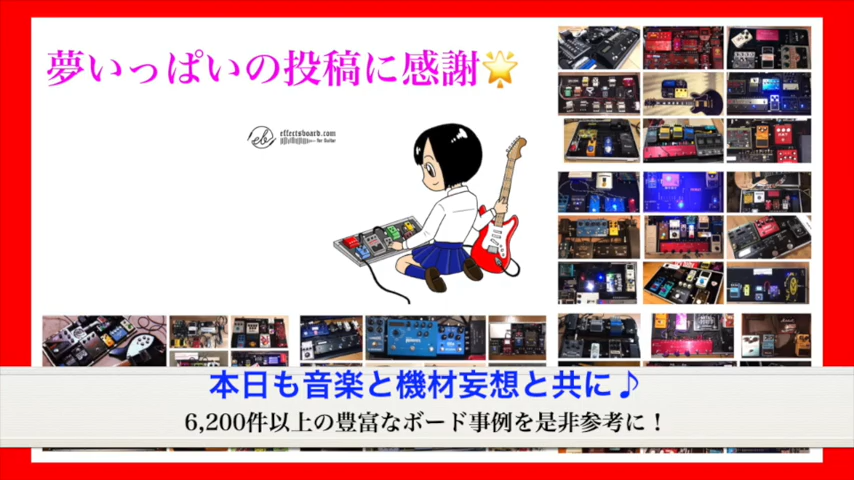 夢いっぱいの投稿に感謝🌟
effectsboard.com
for Guitar
本日も音楽と機材妄想と共に♪
6,200件以上の豊富なボード事例を是非参考に！